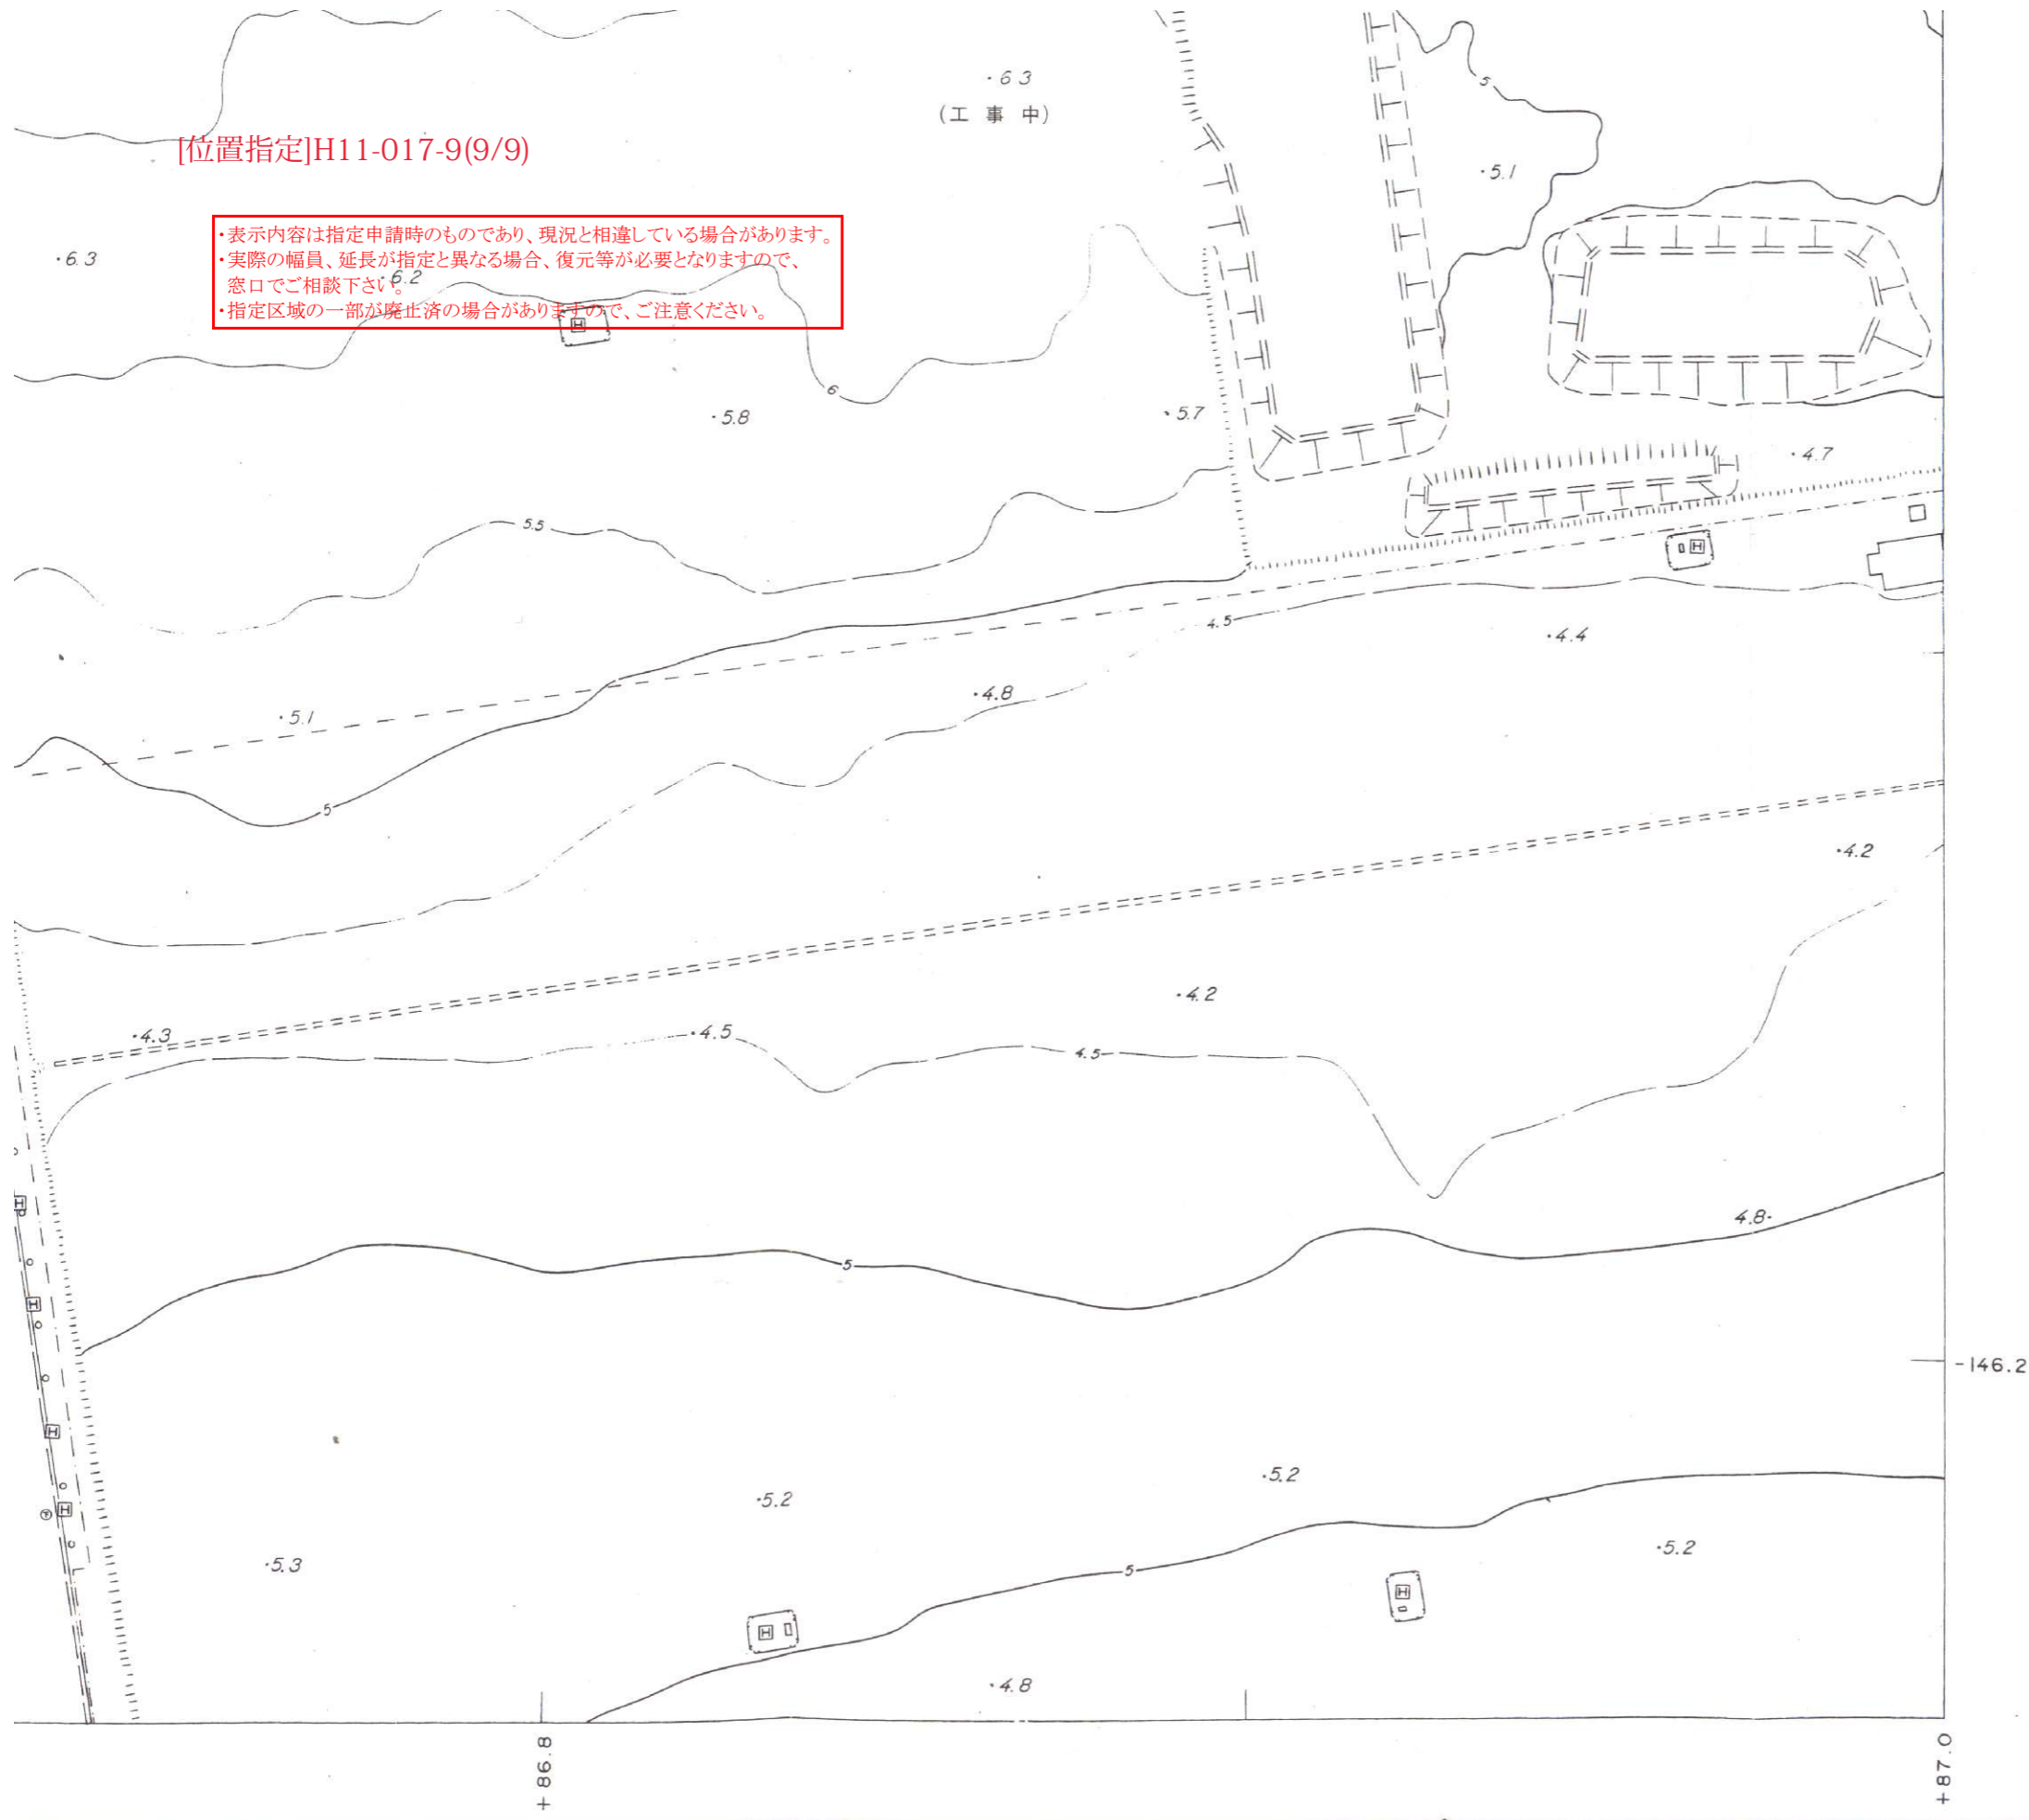 ・6 3
(工 事 中)
[位置指定]H11-017-9(9/9)
5
・5.1
・表示内容は指定申請時のものであり、現況と相違している場合があります。
・実際の幅員、延長が指定と異なる場合、復元等が必要となりますので、
窓口でご相談下さい。
・指定区域の一部が廃止済の場合がありますので、ご注意ください。
・6.3
・6.2
H
6
・5.8
・5.7
・4.7
5.5
H
4.5
・4.4
・4.8
・5.1
5
・4.2
・4.2
・4.3
・4.5
4.5
H
4.8・
5
H
-146.2
H
・5.2
・5.2
H
・5.3
・5.2
5
H
H
・4.8
+86.8
+87.0